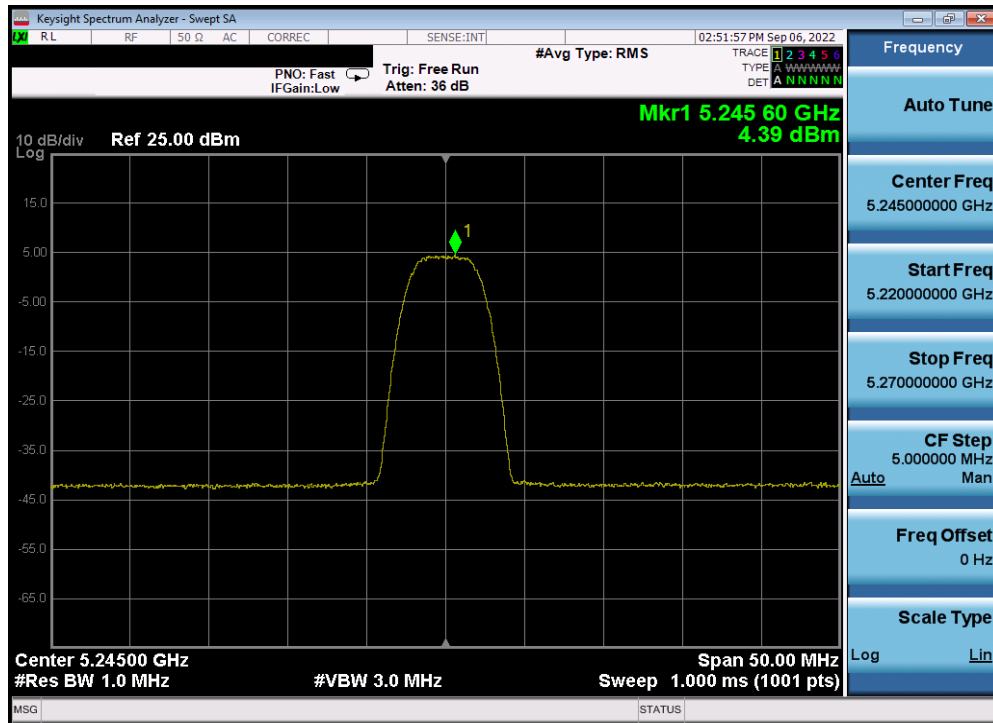 Keysight Spectrum Analyzer - Swept SA
LXI RL RF 50 Ω AC CORREC SENSE:INT 02:51:57 PM Sep 06, 2022
Frequency
#Avg Type: RMS
TRACE 1 2 3 4 5 6
TYPE A WWWWW
DET A N N N N N
PNO: Fast
IFGain:Low
Trig: Free Run
Atten: 36 dB
Mkr1 5.245 60 GHz
4.39 dBm
10 dB/div Ref 25.00 dBm
Log
15.0
5.00
-5.00
-15.0
-25.0
-35.0
-45.0
-55.0
-65.0
1
Center 5.24500 GHz Span 50.00 MHz
#Res BW 1.0 MHz #VBW 3.0 MHz Sweep 1.000 ms (1001 pts)
Auto Tune
Center Freq
5.245000000 GHz
Start Freq
5.220000000 GHz
Stop Freq
5.270000000 GHz
CF Step
5.000000 MHz
Auto Man
Freq Offset
0 Hz
Scale Type
Log Lin
MSG STATUS